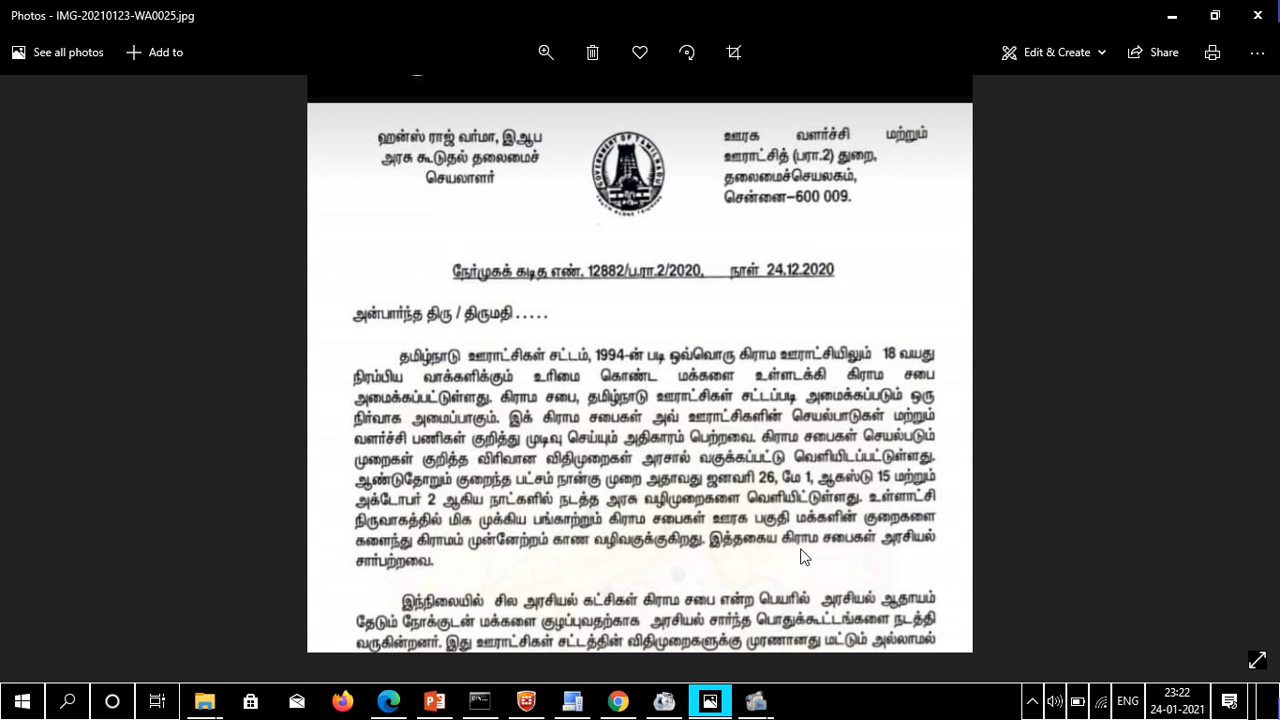 Photos - IMG-20210123-WA0025.jpg
See all photos
Add to
Edit & Create
Share
ஹன்ஸ் ராஜ் வர்மா, இஆப
அரசு கூடுதல் தலைமைச்
செயலாளர்
GOVERNMENT OF TAMILNADU
ஊரக வளர்ச்சி மற்றும்
ஊராட்சித் (பரா.2) துறை,
தலைமைச்செயலகம்,
சென்னை–600 009.
நேர்முகக் கடித எண். 12882/ப.ரா.2/2020, நாள் 24.12.2020
அன்பார்ந்த திரு / திருமதி . . . . .
தமிழ்நாடு ஊராட்சிகள் சட்டம், 1994-ன் படி ஒவ்வொரு கிராம ஊராட்சியிலும் 18 வயது
நிரம்பிய வாக்களிக்கும் உரிமை கொண்ட மக்களை உள்ளடக்கி கிராம சபை
அமைக்கப்பட்டுள்ளது. கிராம சபை, தமிழ்நாடு ஊராட்சிகள் சட்டப்படி அமைக்கப்படும் ஒரு
நிர்வாக அமைப்பாகும். இக் கிராம சபைகள் அவ் ஊராட்சிகளின் செயல்பாடுகள் மற்றும்
வளர்ச்சி பணிகள் குறித்து முடிவு செய்யும் அதிகாரம் பெற்றவை. கிராம சபைகள் செயல்படும்
முறைகள் குறித்த விரிவான விதிமுறைகள் அரசால் வகுக்கப்பட்டு வெளியிடப்பட்டுள்ளது.
ஆண்டுதோறும் குறைந்த பட்சம் நான்கு முறை அதாவது ஜனவரி 26, மே 1, ஆகஸ்டு 15 மற்றும்
அக்டோபர் 2 ஆகிய நாட்களில் நடத்த அரசு வழிமுறைகளை வெளியிட்டுள்ளது. உள்ளாட்சி
நிருவாகத்தில் மிக முக்கிய பங்காற்றும் கிராம சபைகள் ஊரக பகுதி மக்களின் குறைகளை
களைந்து கிராமம் முன்னேற்றம் காண வழிவகுக்குகிறது. இத்தகைய கிராம சபைகள் அரசியல்
சார்பற்றவை.
இந்நிலையில் சில அரசியல் கட்சிகள் கிராம சபை என்ற பெயரில் அரசியல் ஆதாயம்
தேடும் நோக்குடன் மக்களை குழப்புவதற்காக அரசியல் சார்ந்த பொதுக்கூட்டங்களை நடத்தி
வருகின்றனர். இது ஊராட்சிகள் சட்டத்தின் விதிமுறைகளுக்கு முரணானது மட்டும் அல்லாமல்
ENG
23:22
24-01-2021